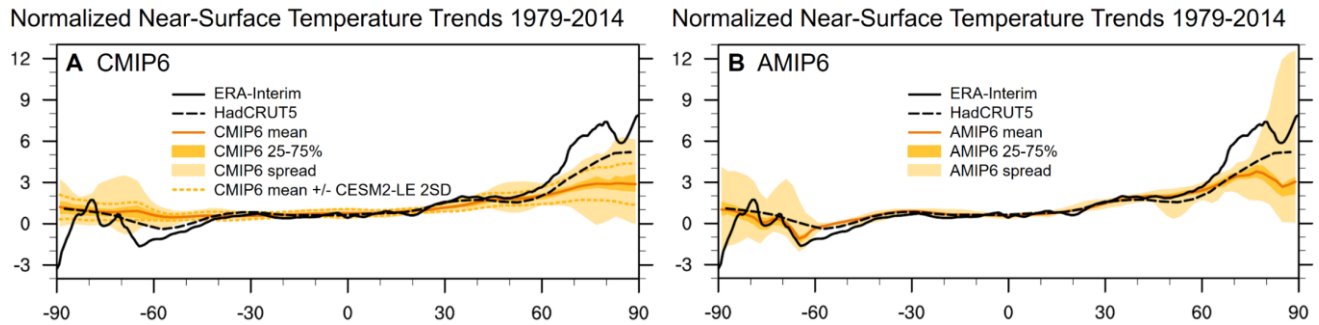 Normalized Near-Surface Temperature Trends 1979-2014
A CMIP6
ERA-Interim
HadCRUT5
CMIP6 mean
CMIP6 25-75%
CMIP6 spread
CMIP6 mean +/- CESM2-LE 2SD
12
9
6
3
0
-3
-90
-60
-30
0
30
60
90
Normalized Near-Surface Temperature Trends 1979-2014
B AMIP6
ERA-Interim
HadCRUT5
AMIP6 mean
AMIP6 25-75%
AMIP6 spread
12
9
6
3
0
-3
-90
-60
-30
0
30
60
90